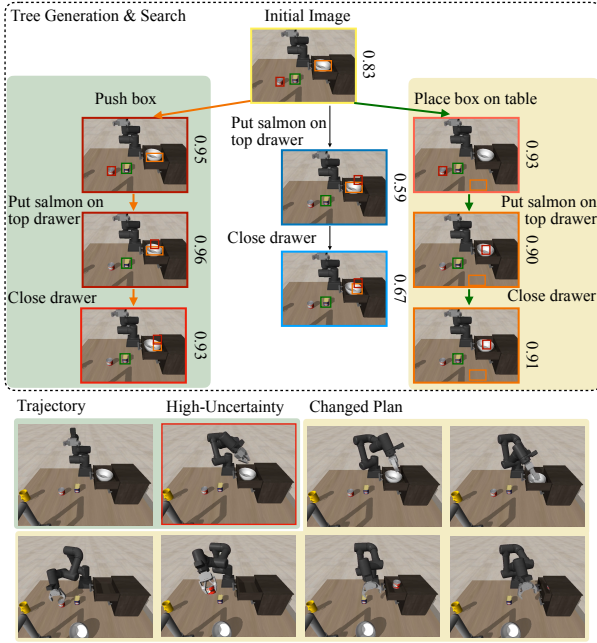 Tree Generation & Search
Initial Image
0.83
Push box
Put salmon on
top drawer
Place box on table
0.95
0.59
0.93
Put salmon on
top drawer
Close drawer
Put salmon on
top drawer
0.96
0.67
0.90
Close drawer
Close drawer
0.93
0.91
Trajectory
High-Uncertainty
Changed Plan